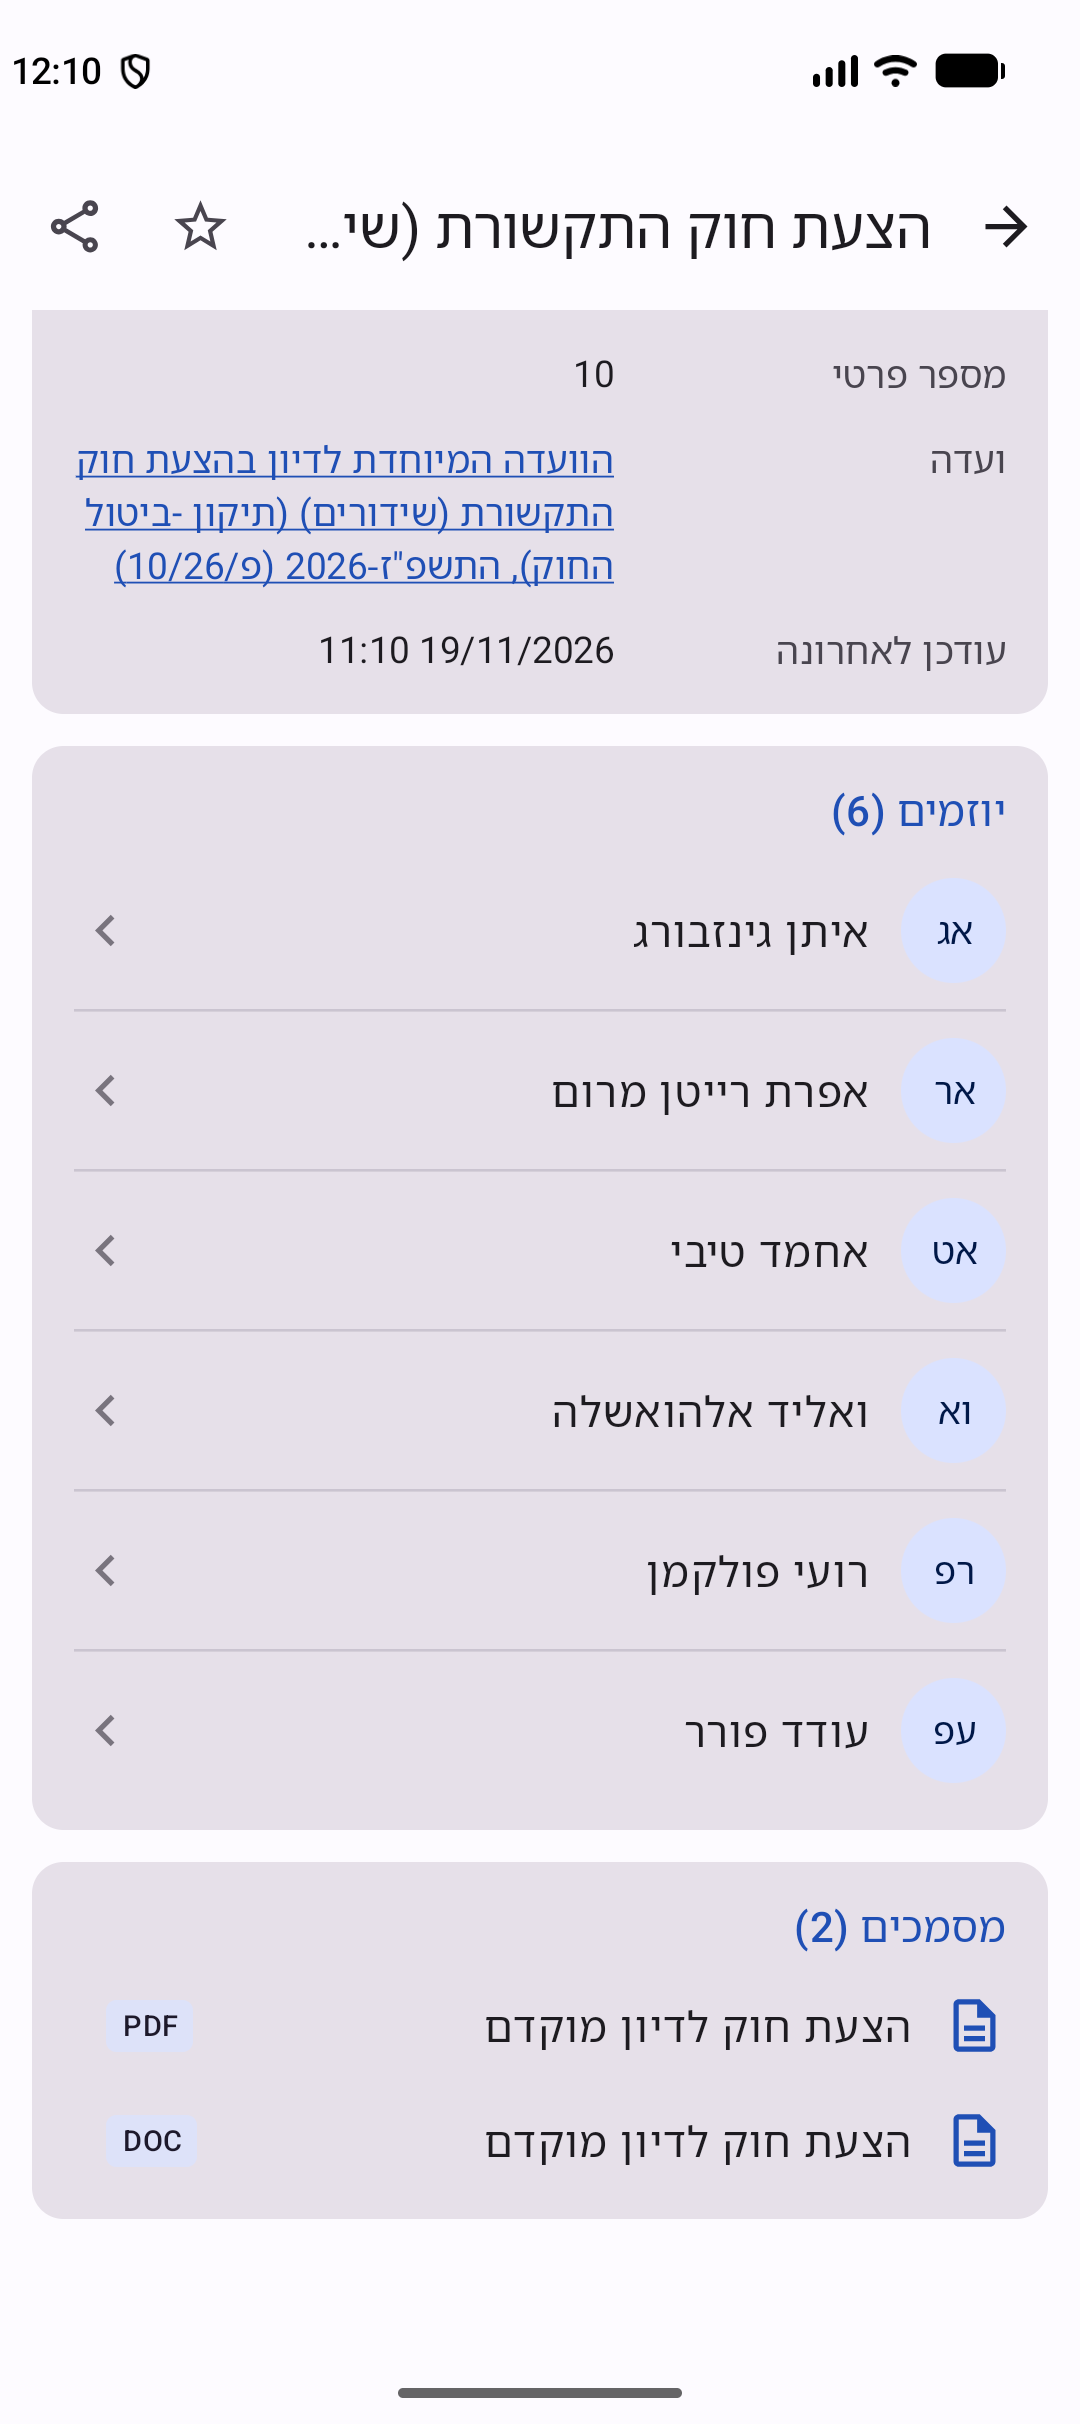 12:10
הצעת חוק התקשורת (שי...
מספר פרטי 10
ועדה הוועדה המיוחדת לדיון בהצעת חוק
התקשורת (שידורים) (תיקון -ביטול
החוק), התשפ"ז-2026 (פ/10/26)
עודכן לאחרונה 19/11/2026 11:10
יוזמים (6)
אג איתן גינזבורג
אר אפרת רייטן מרום
אט אחמד טיבי
וא ואליד אלהואשלה
רפ רועי פולקמן
עפ עודד פורר
מסמכים (2)
הצעת חוק לדיון מוקדם PDF
הצעת חוק לדיון מוקדם DOC